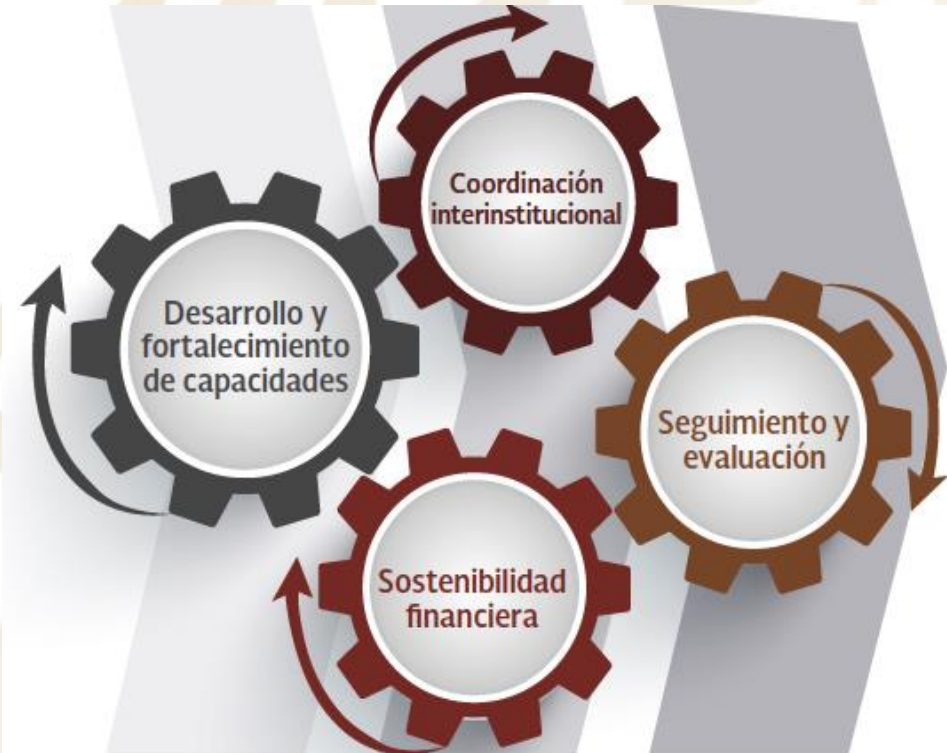 Coordinación
interinstitucional
Desarrollo y
fortalecimiento
de capacidades
Seguimiento y
evaluación
Sostenibilidad
financiera